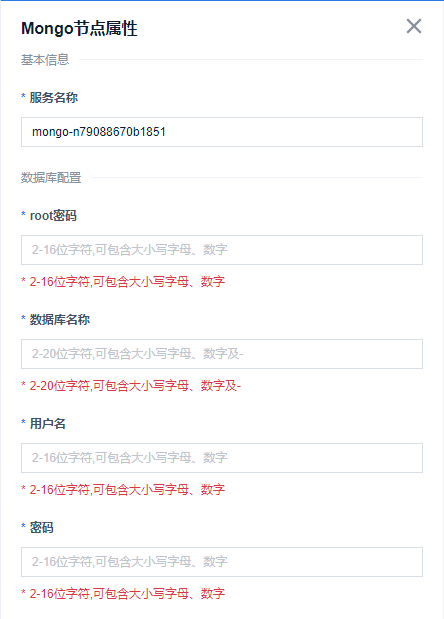 Mongo节点属性
基本信息
* 服务名称
mongo-n79088670b1851
数据库配置
* root密码
2-16位字符,可包含大小写字母、数字
* 2-16位字符,可包含大小写字母、数字
* 数据库名称
2-20位字符,可包含大小写字母、数字及-
* 2-20位字符,可包含大小写字母、数字及-
* 用户名
2-16位字符,可包含大小写字母、数字
* 2-16位字符,可包含大小写字母、数字
* 密码
2-16位字符,可包含大小写字母、数字
* 2-16位字符,可包含大小写字母、数字